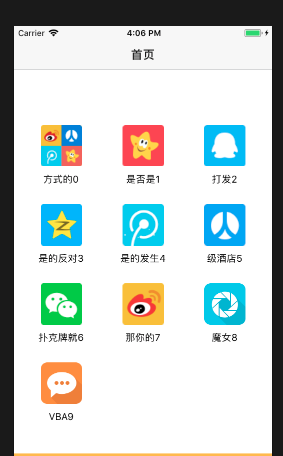 Carrier 4:06 PM
首页
方式的0 是否是1 打发2
是的反对3 是的发生4 级酒店5
扑克牌就6 那你的7 魔女8
VBA9